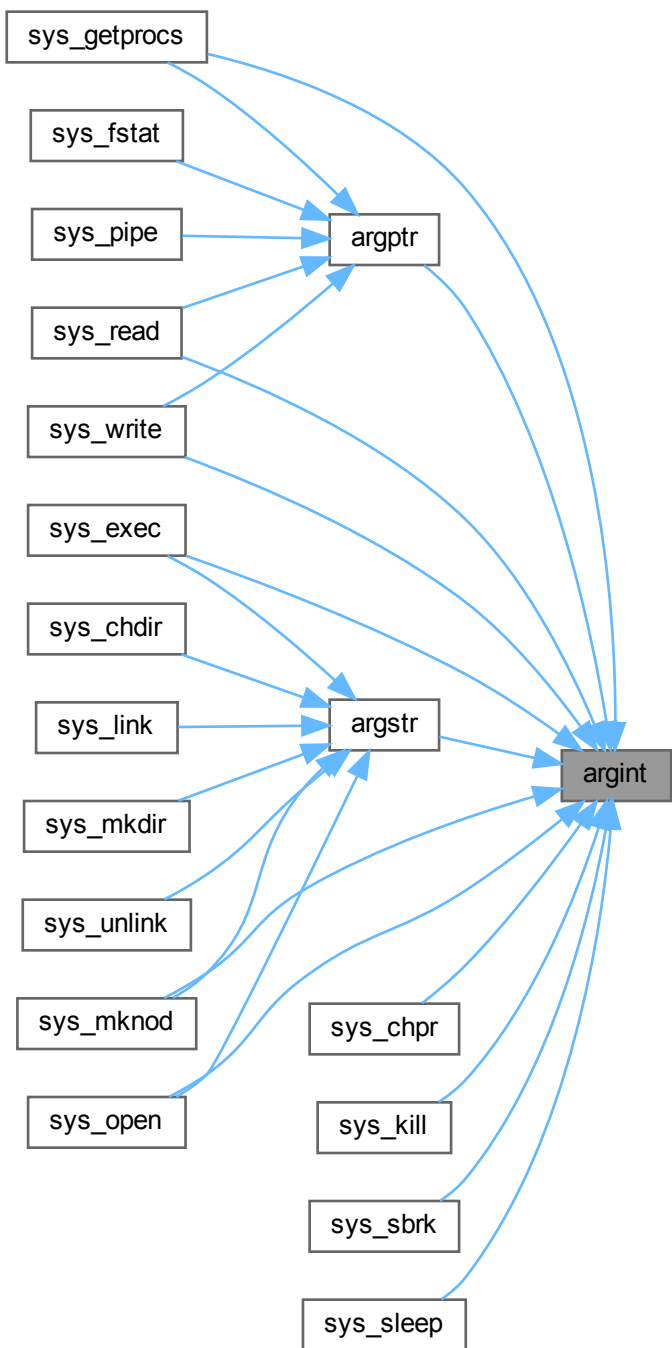 sys_getprocs
sys_fstat
sys_pipe
argptr
sys_read
sys_write
sys_exec
sys_chdir
sys_link
argstr
argint
sys_mkdir
sys_unlink
sys_mknod
sys_chpr
sys_open
sys_kill
sys_sbrk
sys_sleep